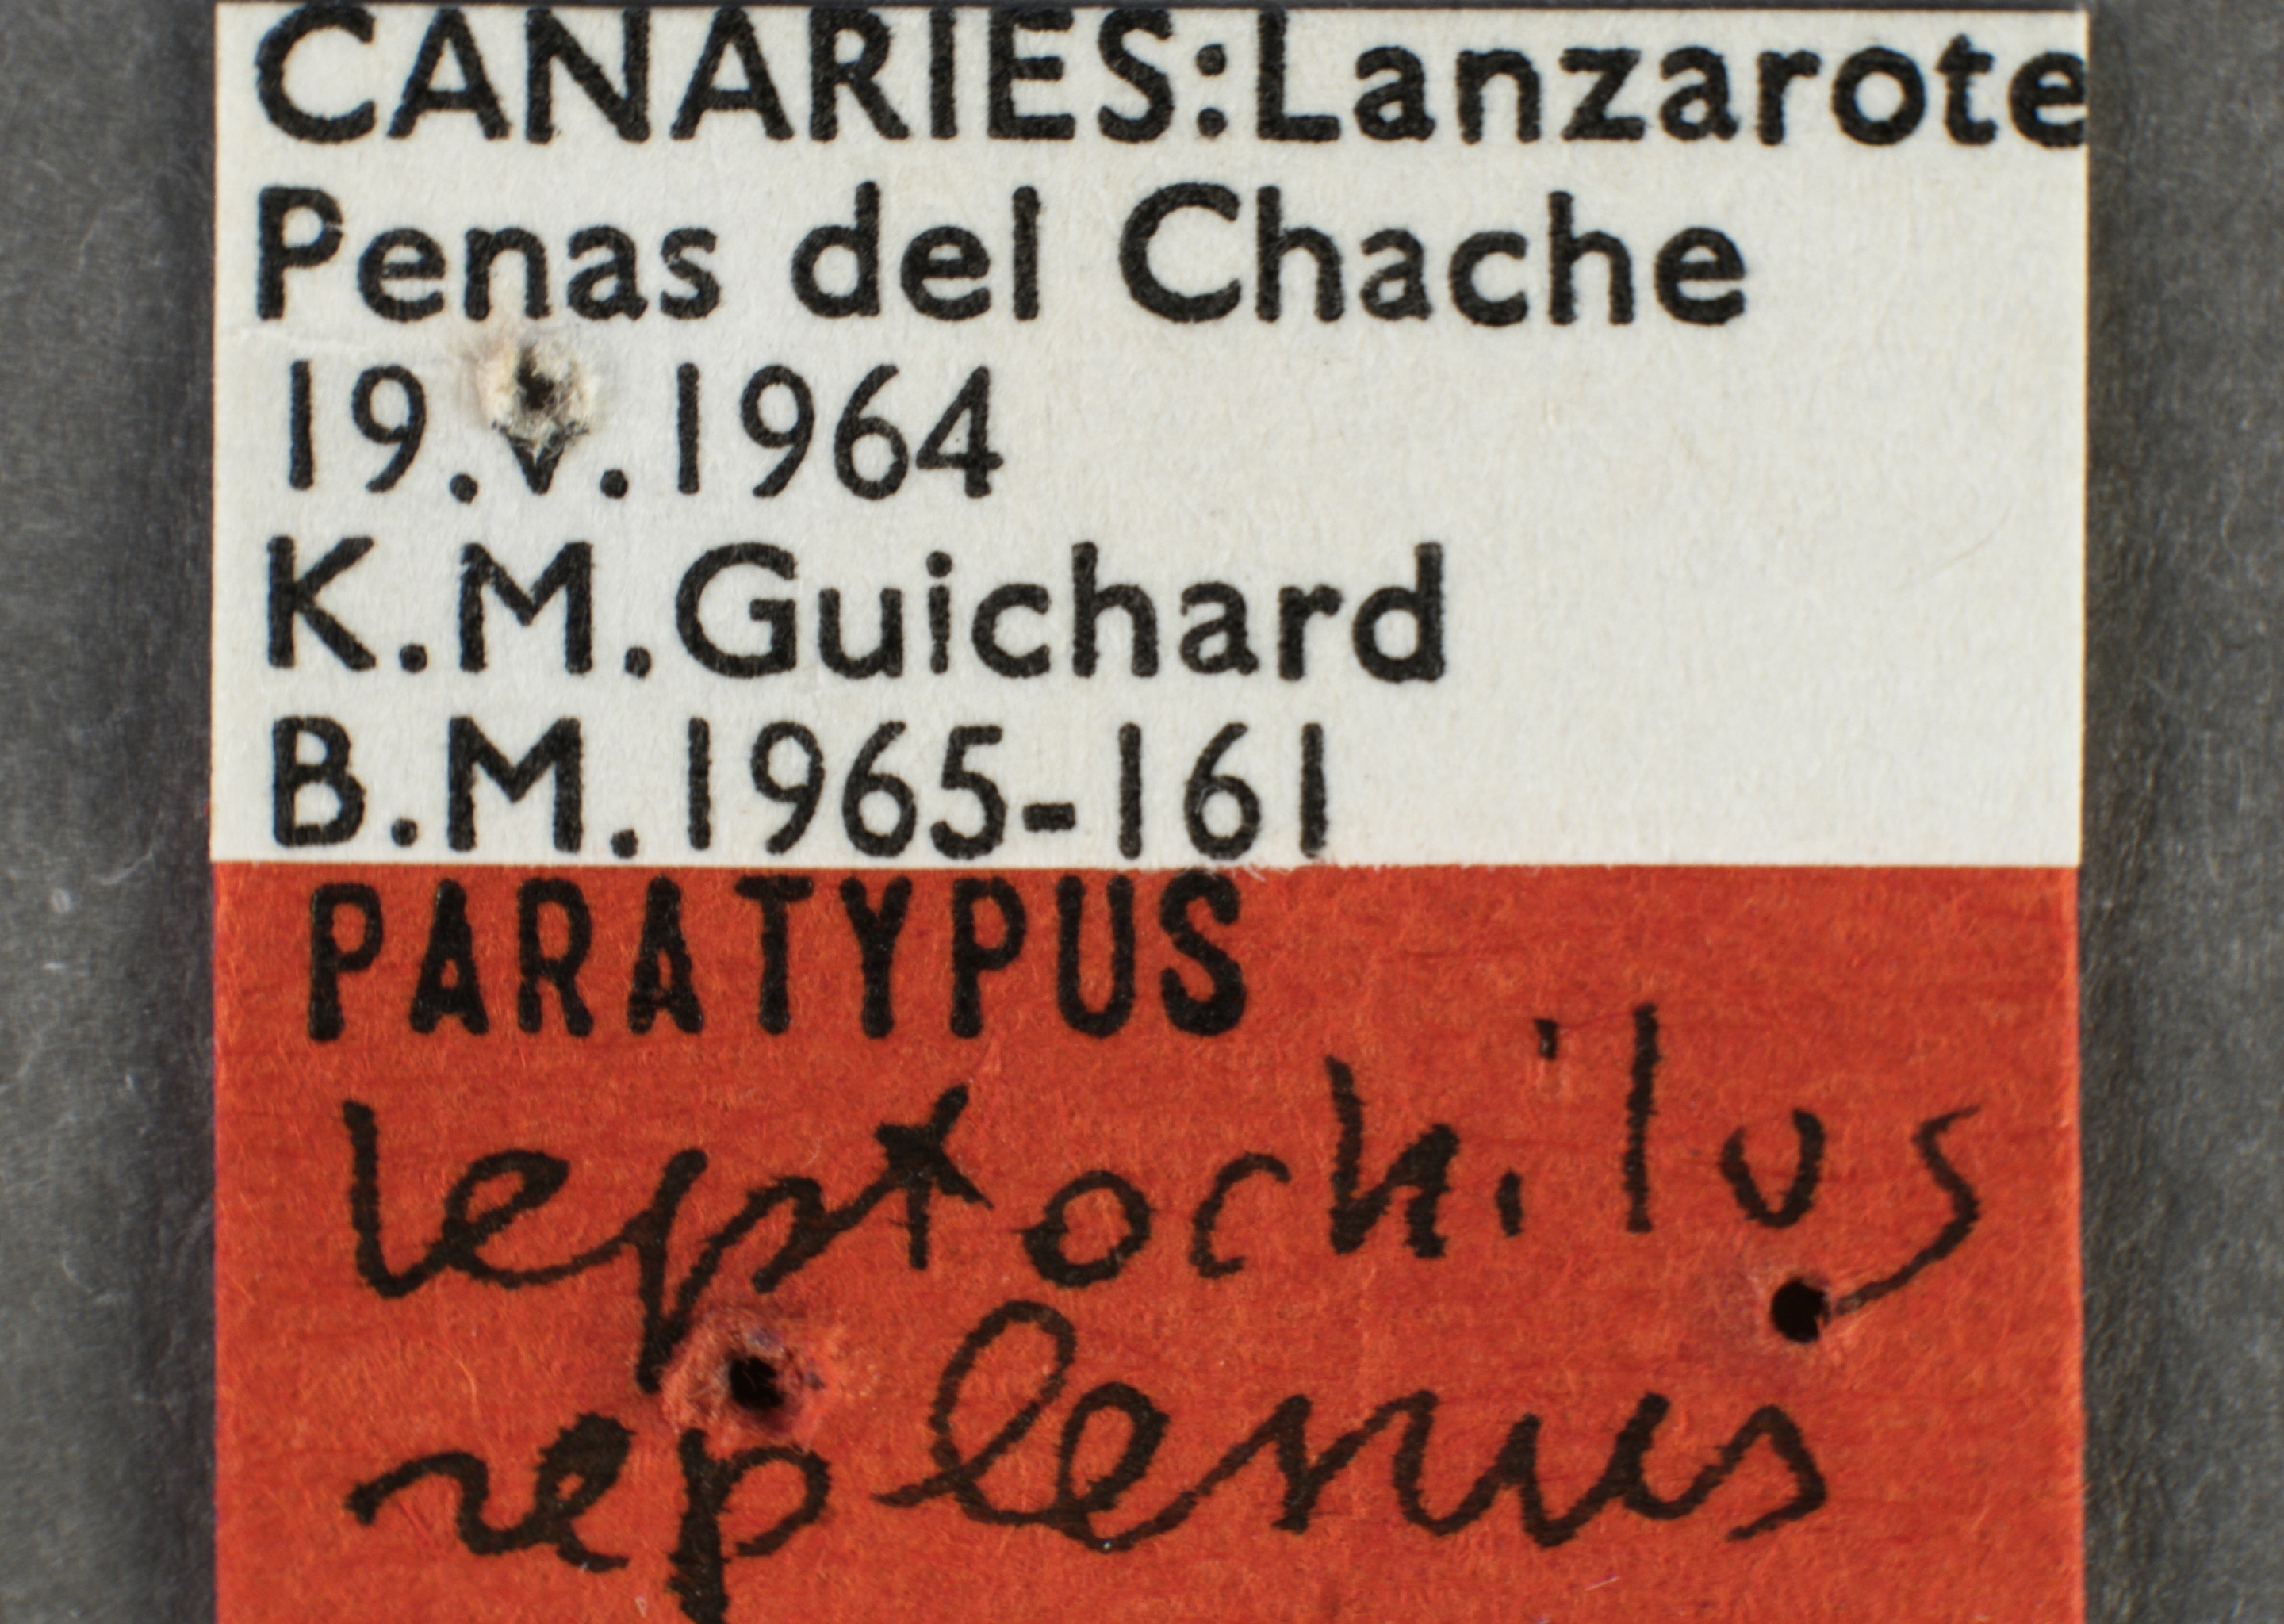 CANARIES:Lanzarote
Penas del Chache
19.V.1964
K.M.Guichard
B.M.1965-161
PARATYPUS
leptochilus
replenus